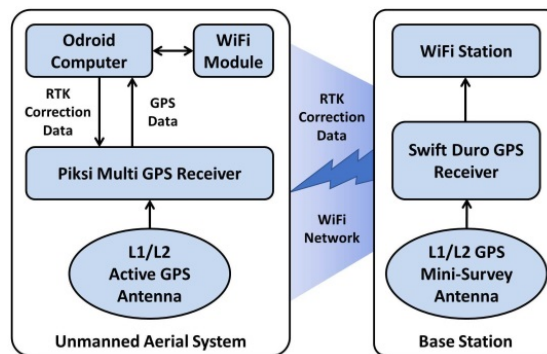 Odroid
Computer
WiFi
Module
RTK
Correction
Data
GPS
Data
Piksi Multi GPS Receiver
L1/L2
Active GPS
Antenna
Unmanned Aerial System
RTK
Correction
Data
WiFi
Network
WiFi Station
Swift Duro GPS
Receiver
L1/L2 GPS
Mini-Survey
Antenna
Base Station